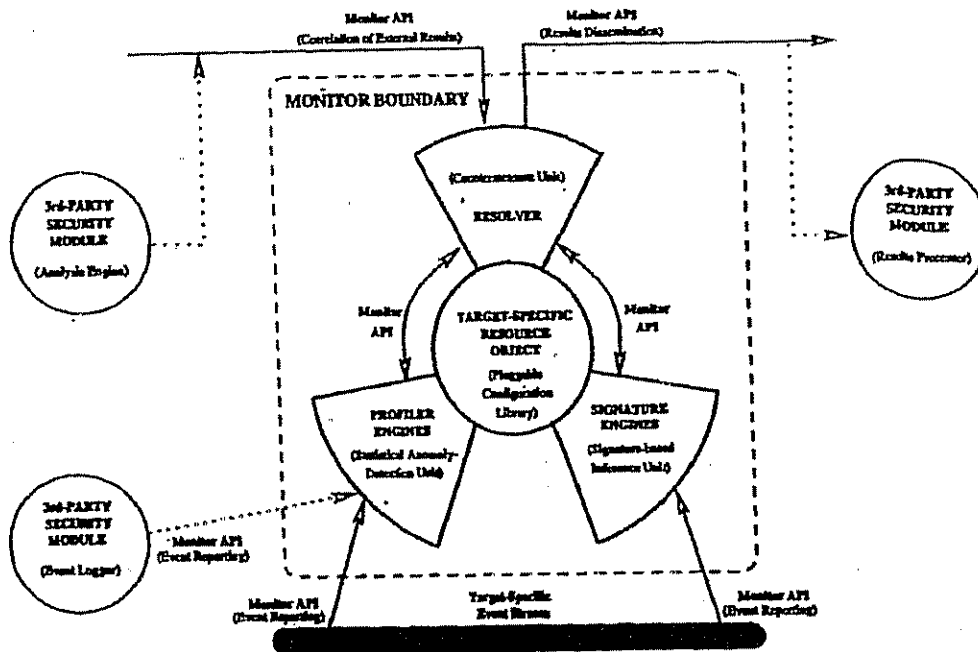 Monitor API
(Correlation of External Results)
Monitor API
(Results Dissemination)
MONITOR BOUNDARY
(Countermeasure Unit)
RESOLVER
3rd-PARTY
SECURITY
MODULE
(Analysis Engine)
3rd-PARTY
SECURITY
MODULE
(Results Processor)
Monitor
API
TARGET-SPECIFIC
RESOURCE
OBJECT
(Pluggable
Configuration
Library)
Monitor
API
PROFILER
ENGINES
(Statistical Anomaly-
Detection Unit)
SIGNATURE
ENGINES
(Signature-based
Inference Unit)
3rd-PARTY
SECURITY
MODULE
(Event Logger)
Monitor API
(Event Reporting)
Monitor API
(Event Reporting)
Target-Specific
Event Stream
Monitor API
(Event Reporting)